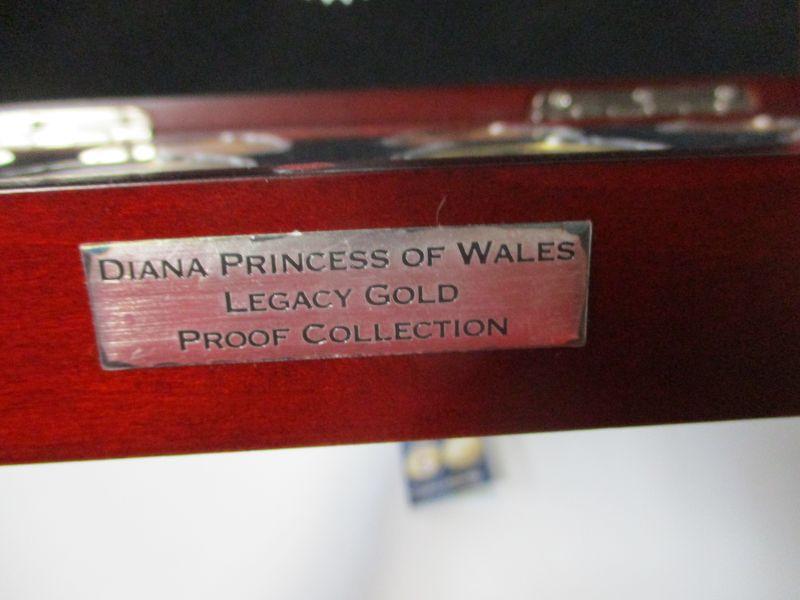 DIANA PRINCESS OF WALES
LEGACY GOLD
PROOF COLLECTION